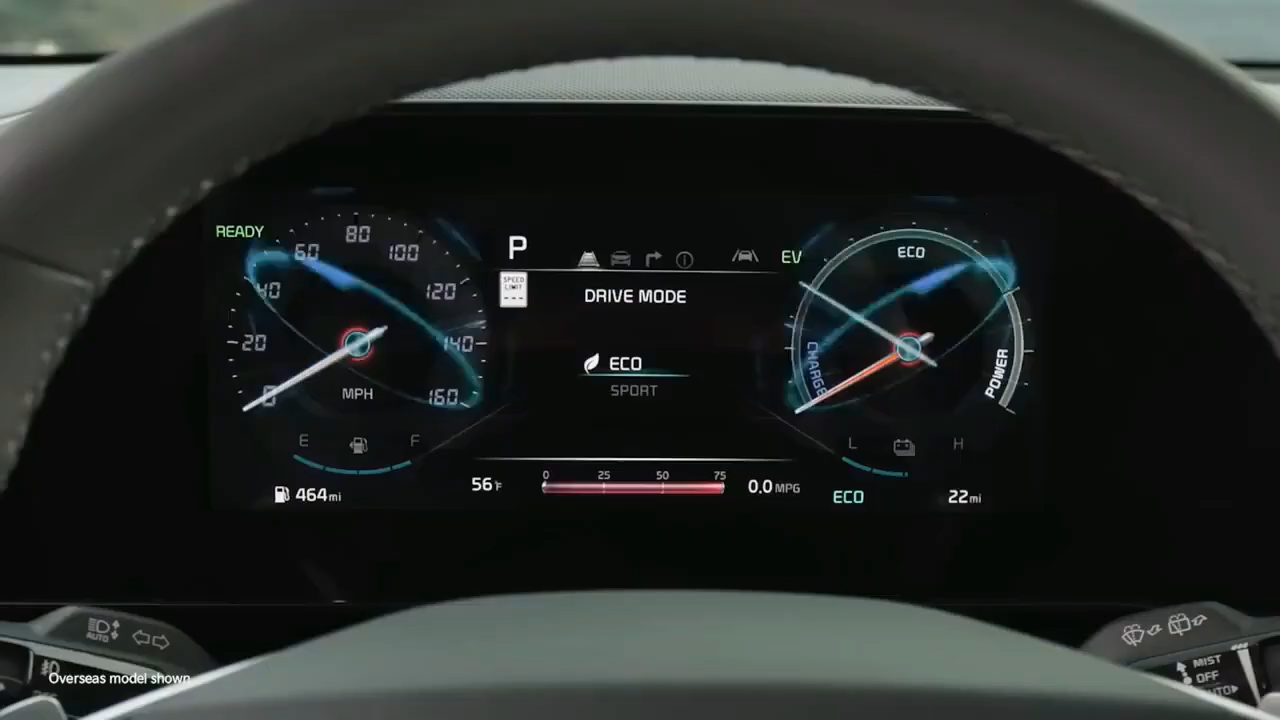 READY
0
20
40
60
80
100
120
140
160
MPH
E
F
464mi
P
SPEED
LIMIT
---
DRIVE MODE
ECO
SPORT
56°F
0 25 50 75
0.0 MPG
EV
ECO
CHARGE
POWER
L
H
ECO
22mi
AUTO
MIST
OFF
AUTO
Overseas model shown